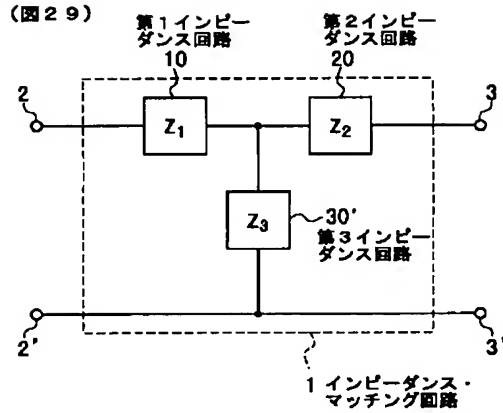 (図29)
第1インピー
ダンス回路
10
第2インピー
ダンス回路
20
2
3
Z1
Z2
Z3
30'
第3インピー
ダンス回路
2'
3'
1 インピーダンス・
マッチング回路